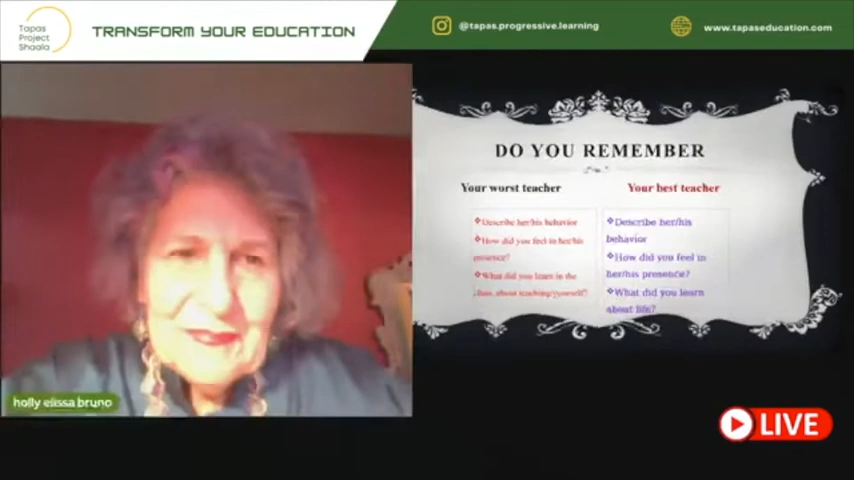 Tapas
Project
Shaala
TRANSFORM YOUR EDUCATION
@tapas.progressive.learning
www.tapaseducation.com
DO YOU REMEMBER
Your worst teacher
❖Describe her/his behavior
❖How did you feel in her/his
presence?
❖What did you learn in the
class, about teaching/yourself?
Your best teacher
❖Describe her/his
behavior
❖How did you feel in
her/his presence?
❖What did you learn
about life?
holly elissa bruno
LIVE